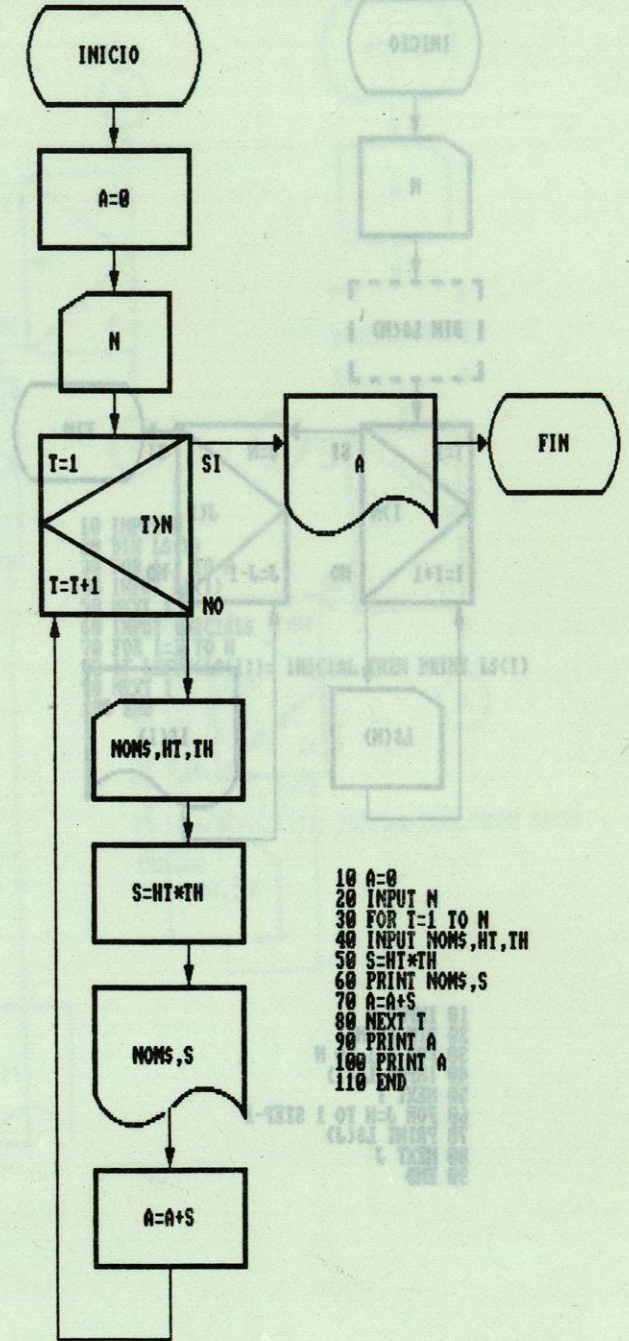 INICIO
A=0
N
T=1
T>N
T=T+1
SI
NO
A
FIN
NOM$,HT,TH
S=HT*TH
NOM$,S
A=A+S
10 A=0
20 INPUT N
30 FOR T=1 TO N
40 INPUT NOM$,HT,TH
50 S=HT*TH
60 PRINT NOM$,S
70 A=A+S
80 NEXT T
90 PRINT A
100 PRINT A
110 END